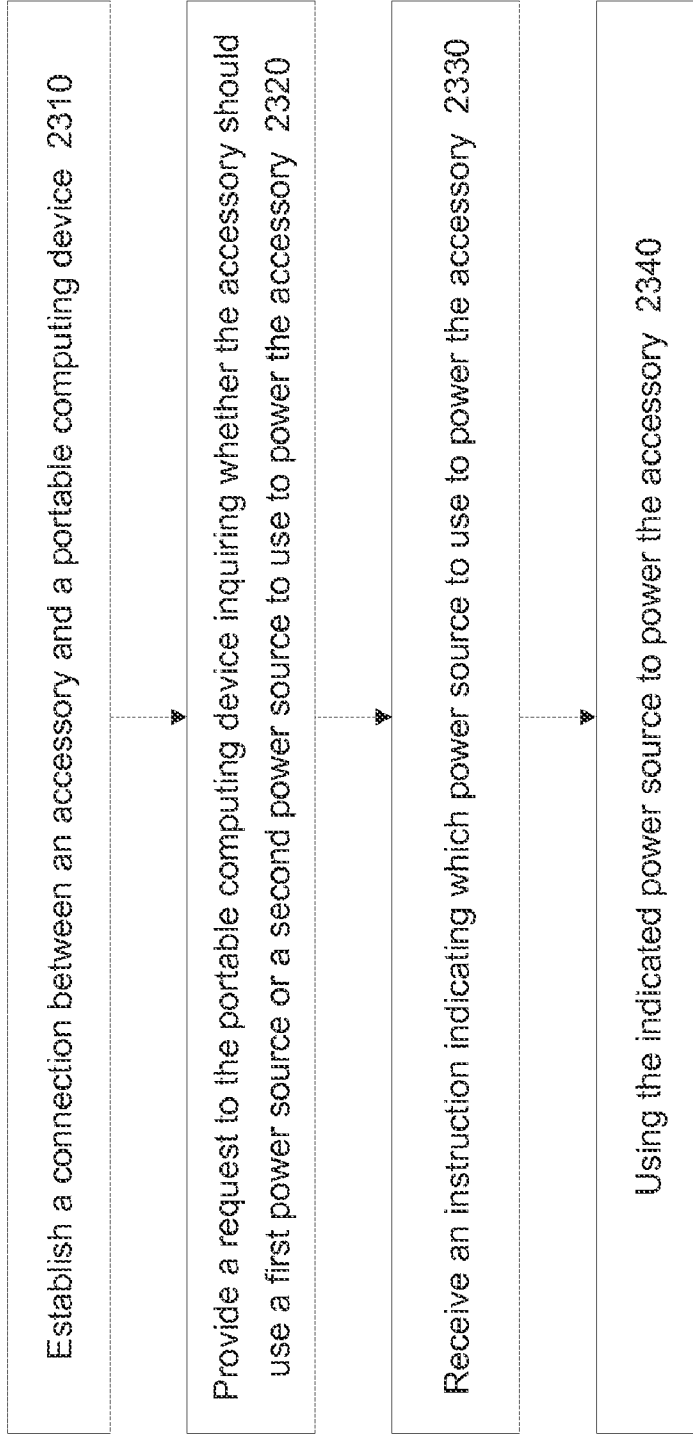 Establish a connection between an accessory and a portable computing device 2310
Provide a request to the portable computing device inquiring whether the accessory should
use a first power source or a second power source to use to power the accessory 2320
Receive an instruction indicating which power source to use to power the accessory 2330
Using the indicated power source to power the accessory 2340